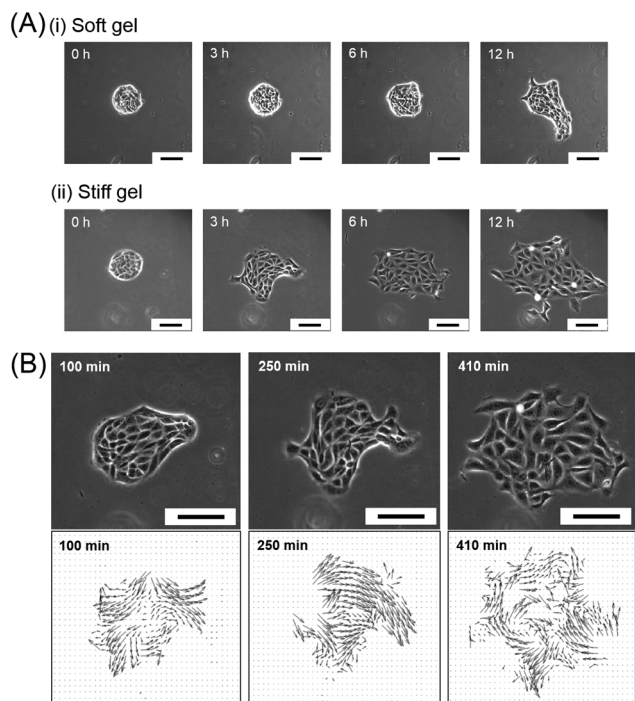 (A) (i) Soft gel
0 h 3 h 6 h 12 h
(ii) Stiff gel
0 h 3 h 6 h 12 h
(B)
100 min 250 min 410 min
100 min 250 min 410 min